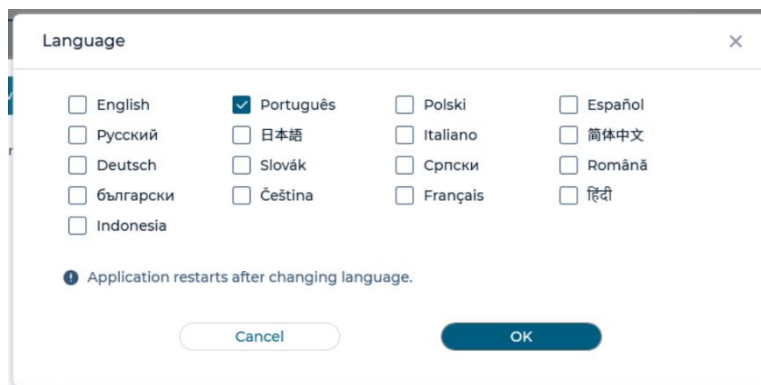 Language
English Português Polski Español
Русский 日本語 Italiano 简体中文
Deutsch Slovák Српски Română
български Čeština Français हिंदी
Indonesia
Application restarts after changing language.
Cancel OK